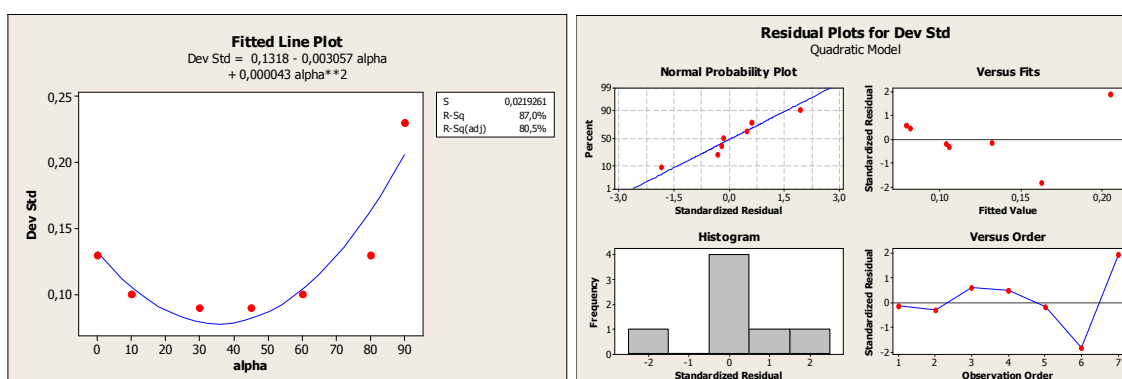 Fitted Line Plot
Dev Std = 0,1318 - 0,003057 alpha
+ 0,000043 alpha**2
S 0,0219261
R-Sq 87,0%
R-Sq(adj) 80,5%
0,25
0,20
0,15
0,10
Dev Std
0 10 20 30 40 50 60 70 80 90
alpha
Residual Plots for Dev Std
Quadratic Model
Normal Probability Plot
99
90
50
10
1
Percent
-3,0 -1,5 0,0 1,5 3,0
Standardized Residual
Versus Fits
2
1
0
-1
-2
Standardized Residual
0,10 0,15 0,20
Fitted Value
Histogram
4
3
2
1
0
Frequency
-2 -1 0 1 2
Standardized Residual
Versus Order
2
1
0
-1
-2
Standardized Residual
1 2 3 4 5 6 7
Observation Order